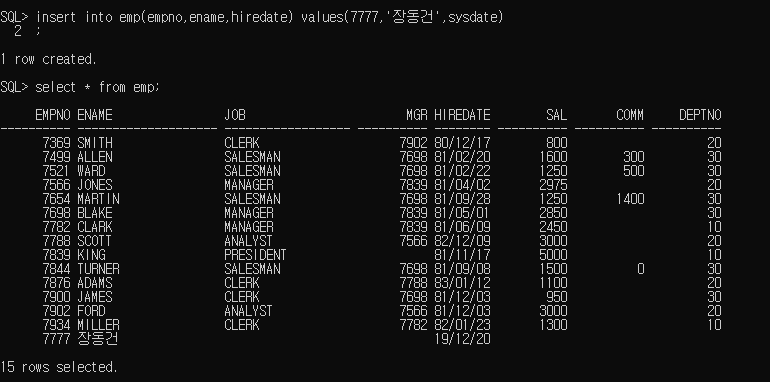 SQL> insert into emp(empno,ename,hiredate) values(7777,'장동건',sysdate)
  2  ;

1 row created.

SQL> select * from emp;

     EMPNO ENAME                JOB                       MGR HIREDATE        SAL       COMM     DEPTNO
---------- -------------------- ------------------ ---------- -------- ---------- ---------- ----------
      7369 SMITH                CLERK                    7902 80/12/17        800                    20
      7499 ALLEN                SALESMAN                 7698 81/02/20       1600        300         30
      7521 WARD                 SALESMAN                 7698 81/02/22       1250        500         30
      7566 JONES                MANAGER                  7839 81/04/02       2975                    20
      7654 MARTIN               SALESMAN                 7698 81/09/28       1250       1400         30
      7698 BLAKE                MANAGER                  7839 81/05/01       2850                    30
      7782 CLARK                MANAGER                  7839 81/06/09       2450                    10
      7788 SCOTT                ANALYST                  7566 82/12/09       3000                    20
      7839 KING                 PRESIDENT                     81/11/17       5000                    10
      7844 TURNER               SALESMAN                 7698 81/09/08       1500          0         30
      7876 ADAMS                CLERK                    7788 83/01/12       1100                    20
      7900 JAMES                CLERK                    7698 81/12/03        950                    30
      7902 FORD                 ANALYST                  7566 81/12/03       3000                    20
      7934 MILLER               CLERK                    7782 82/01/23       1300                    10
      7777 장동건                                             19/12/20

15 rows selected.